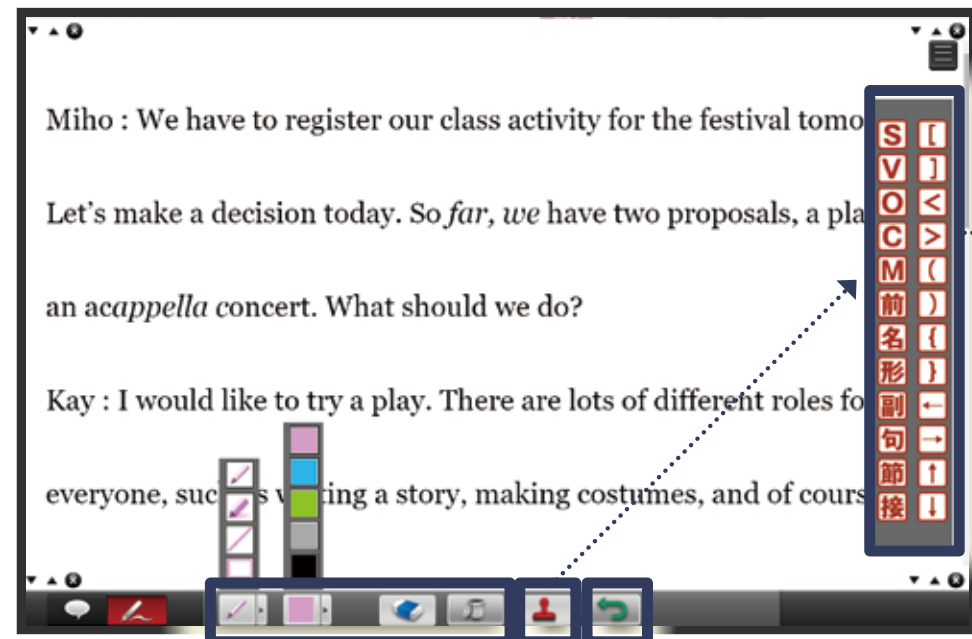 Miho : We have to register our class activity for the festival tomo
Let's make a decision today. So far, we have two proposals, a pla
an acappella concert. What should we do?
Kay : I would like to try a play. There are lots of different roles fo
everyone, such as writing a story, making costumes, and of cours
S [
V ]
O <
C >
M (
前 )
名 {
形 }
副 ←
句 →
節 ↑
接 ↓